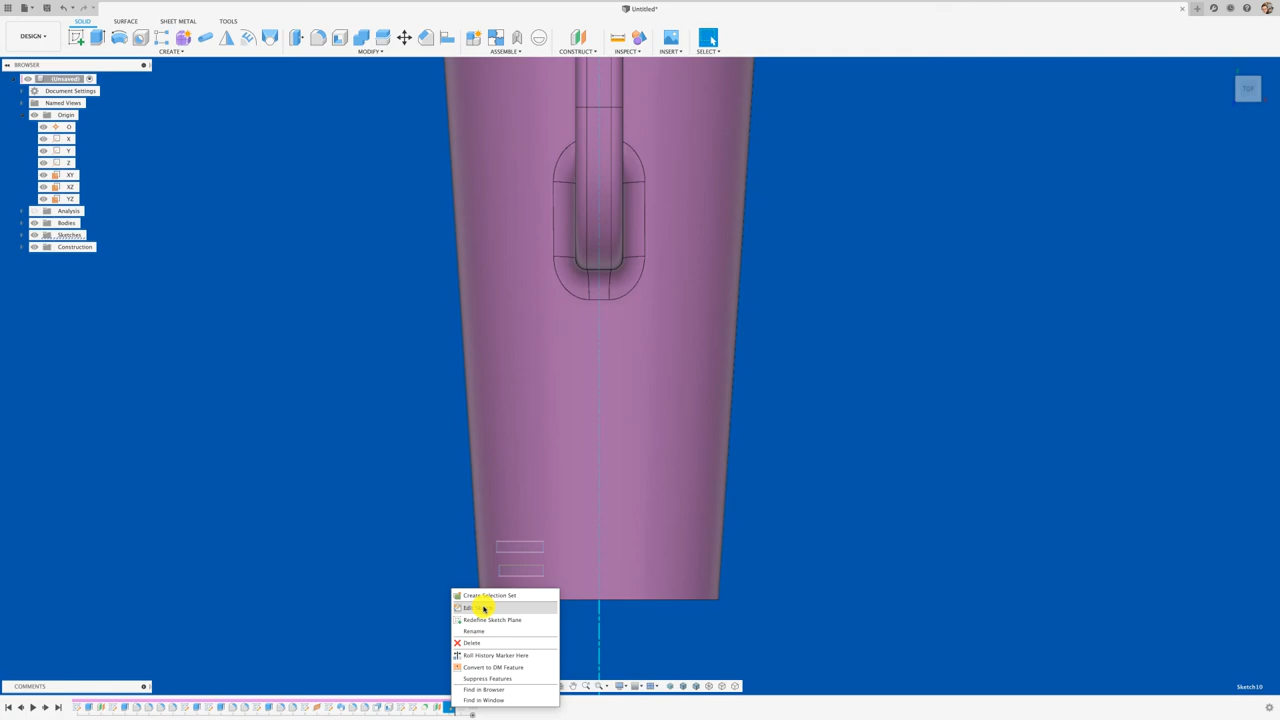 Untitled*
DESIGN
SOLID SURFACE SHEET METAL TOOLS
CREATE MODIFY ASSEMBLE CONSTRUCT INSPECT INSERT SELECT
BROWSER
(Unsaved)
Document Settings
Named Views
Origin
O
X
Y
Z
XY
XZ
YZ
Analysis
Bodies
Sketches
Construction
TOP
Create Selection Set
Redefine Sketch Plane
Rename
Delete
Roll History Marker Here
Convert to DM Feature
Suppress Features
Find in Browser
Find in Window
COMMENTS
Sketch10